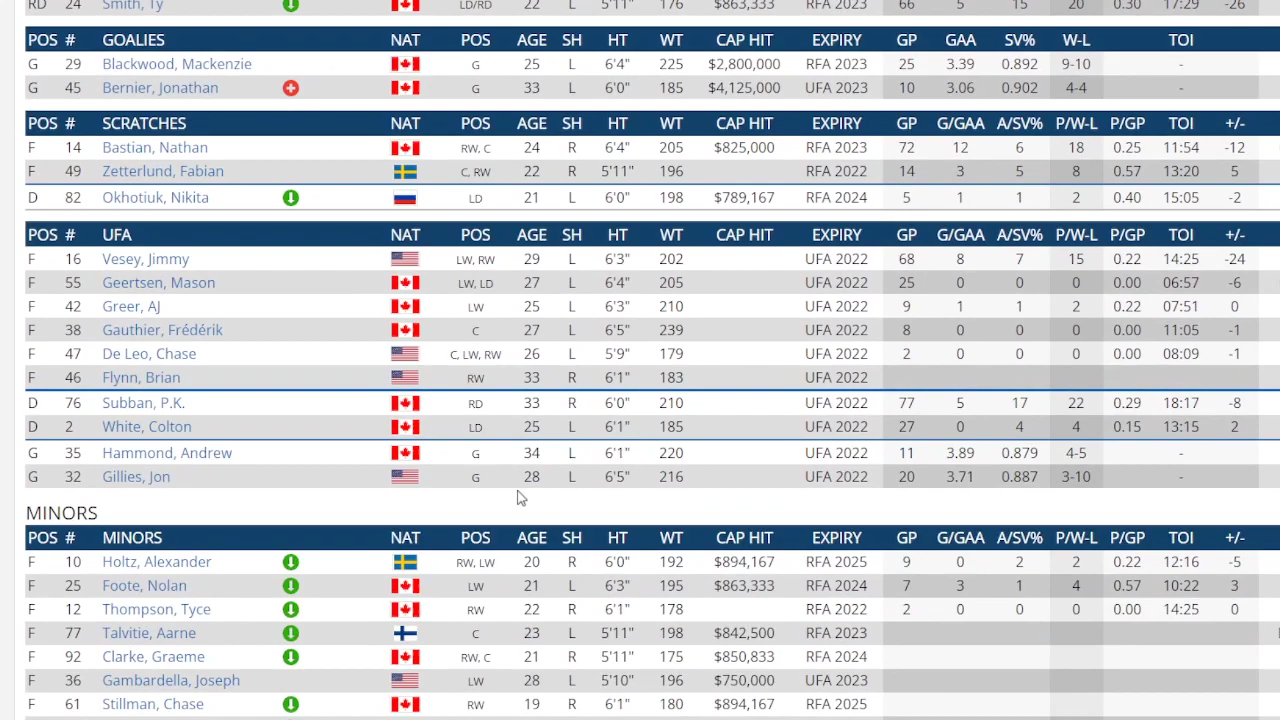 RD 24 Smith, Ty LD/RD 22 L 5'11" 176 $863,333 RFA 2023 66 5 15 20 0.30 17:29 -26
POS # GOALIES NAT POS AGE SH HT WT CAP HIT EXPIRY GP GAA SV% W-L TOI
G 29 Blackwood, Mackenzie G 25 L 6'4" 225 $2,800,000 RFA 2023 25 3.39 0.892 9-10 -
G 45 Bernier, Jonathan G 33 L 6'0" 185 $4,125,000 UFA 2023 10 3.06 0.902 4-4 -
POS # SCRATCHES NAT POS AGE SH HT WT CAP HIT EXPIRY GP G/GAA A/SV% P/W-L P/GP TOI +/-
F 14 Bastian, Nathan RW, C 24 R 6'4" 205 $825,000 RFA 2023 72 12 6 18 0.25 11:54 -12
F 49 Zetterlund, Fabian C, RW 22 R 5'11" 196 RFA 2022 14 3 5 8 0.57 13:20 5
D 82 Okhotiuk, Nikita LD 21 L 6'0" 198 $789,167 RFA 2024 5 1 1 2 0.40 15:05 -2
POS # UFA NAT POS AGE SH HT WT CAP HIT EXPIRY GP G/GAA A/SV% P/W-L P/GP TOI +/-
F 16 Vesey, Jimmy LW, RW 29 L 6'3" 202 UFA 2022 68 8 7 15 0.22 14:25 -24
F 55 Geertsen, Mason LW, LD 27 L 6'4" 205 UFA 2022 25 0 0 0 0.00 06:57 -6
F 42 Greer, AJ LW 25 L 6'3" 210 UFA 2022 9 1 1 2 0.22 07:51 0
F 38 Gauthier, Frédérik C 27 L 6'5" 239 UFA 2022 8 0 0 0 0.00 11:05 -1
F 47 De Leo, Chase C, LW, RW 26 L 5'9" 179 UFA 2022 2 0 0 0 0.00 08:09 -1
F 46 Flynn, Brian RW 33 R 6'1" 183 UFA 2022
D 76 Subban, P.K. RD 33 R 6'0" 210 UFA 2022 77 5 17 22 0.29 18:17 -8
D 2 White, Colton LD 25 L 6'1" 185 UFA 2022 27 0 4 4 0.15 13:15 2
G 35 Hammond, Andrew G 34 L 6'1" 220 UFA 2022 11 3.89 0.879 4-5 -
G 32 Gillies, Jon G 28 L 6'5" 216 UFA 2022 20 3.71 0.887 3-10 -
MINORS
POS # MINORS NAT POS AGE SH HT WT CAP HIT EXPIRY GP G/GAA A/SV% P/W-L P/GP TOI +/-
F 10 Holtz, Alexander RW, LW 20 R 6'0" 192 $894,167 RFA 2025 9 0 2 2 0.22 12:16 -5
F 25 Foote, Nolan LW 21 L 6'3" 195 $863,333 RFA 2024 7 3 1 4 0.57 10:22 3
F 12 Thompson, Tyce RW 22 R 6'1" 178 RFA 2022 2 0 0 0 0.00 14:25 0
F 77 Talvitie, Aarne C 23 L 5'11" 198 $842,500 RFA 2023
F 92 Clarke, Graeme RW, C 21 R 5'11" 175 $850,833 RFA 2024
F 36 Gambardella, Joseph LW 28 L 5'10" 196 $750,000 UFA 2023
F 61 Stillman, Chase RW 19 R 6'1" 180 $894,167 RFA 2025